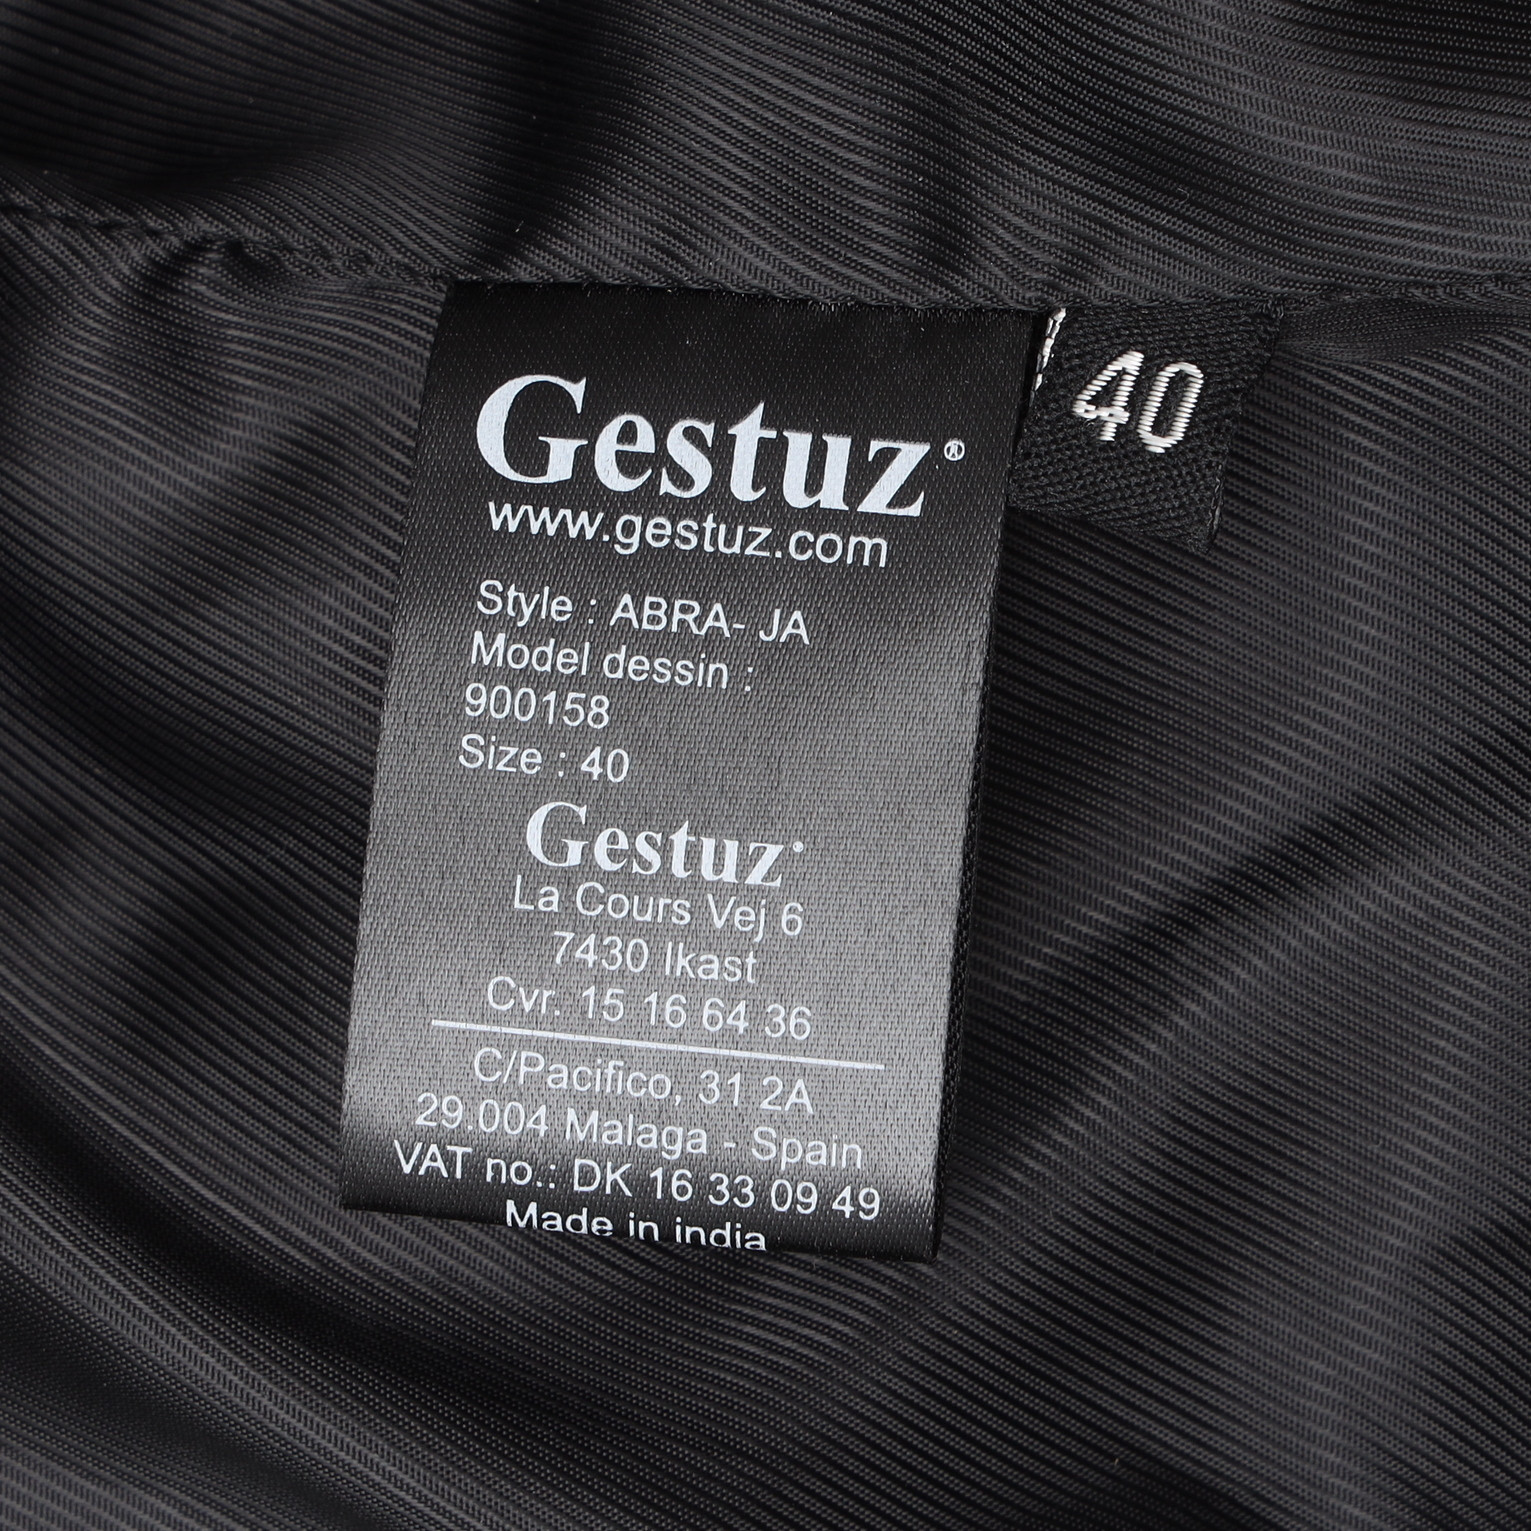 Gestuz®
www.gestuz.com
Style : ABRA- JA
Model dessin :
900158
Size : 40
Gestuz
La Cours Vej 6
7430 Ikast
Cvr. 15 16 64 36
C/Pacifico, 31 2A
29.004 Malaga - Spain
VAT no.: DK 16 33 09 49
Made in india
40